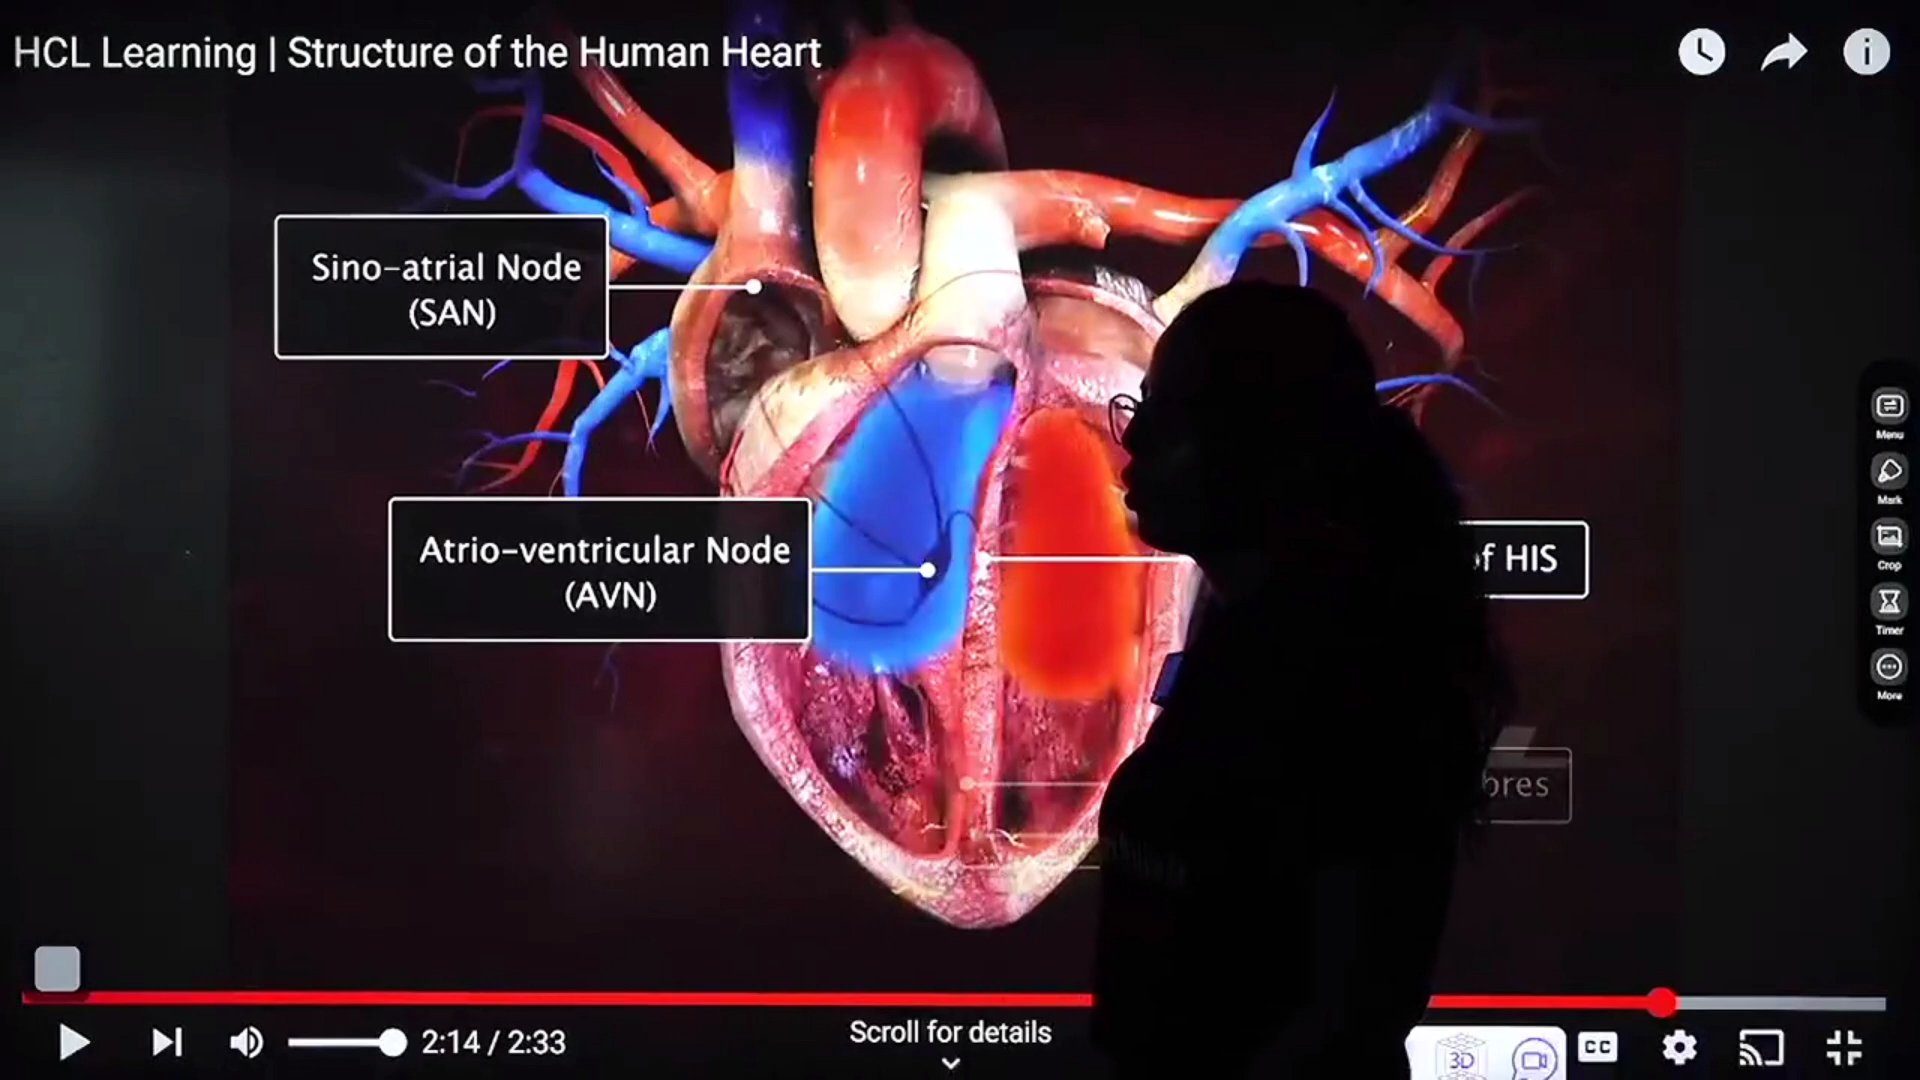 HCL Learning | Structure of the Human Heart
Sino-atrial Node
(SAN)
Atrio-ventricular Node
(AVN)
of HIS
Menu
Mark
Crop
Timer
More
2:14 / 2:33
Scroll for details
3D
CC